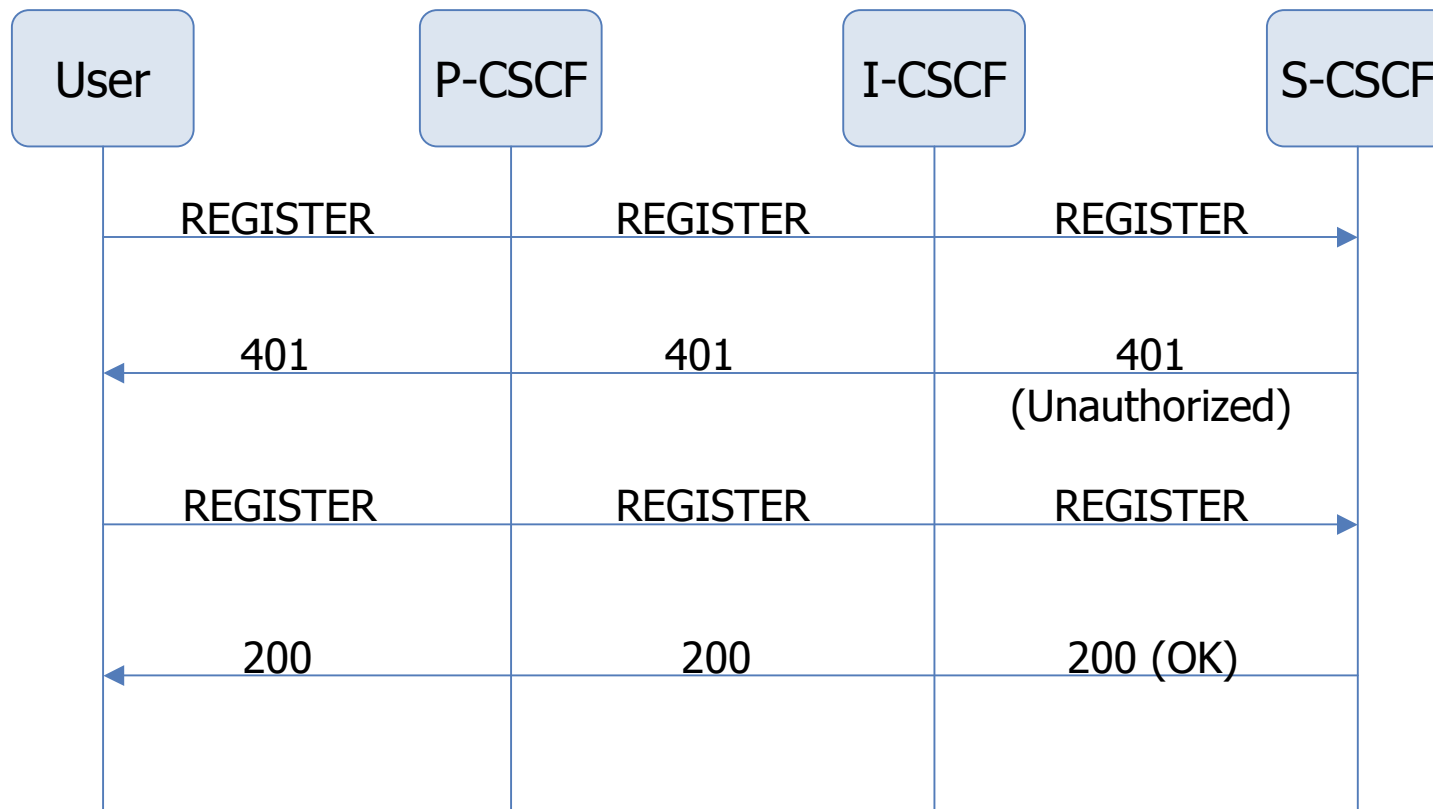 User P-CSCF I-CSCF S-CSCF
REGISTER REGISTER REGISTER
401 401 401
(Unauthorized)
REGISTER REGISTER REGISTER
200 200 200 (OK)